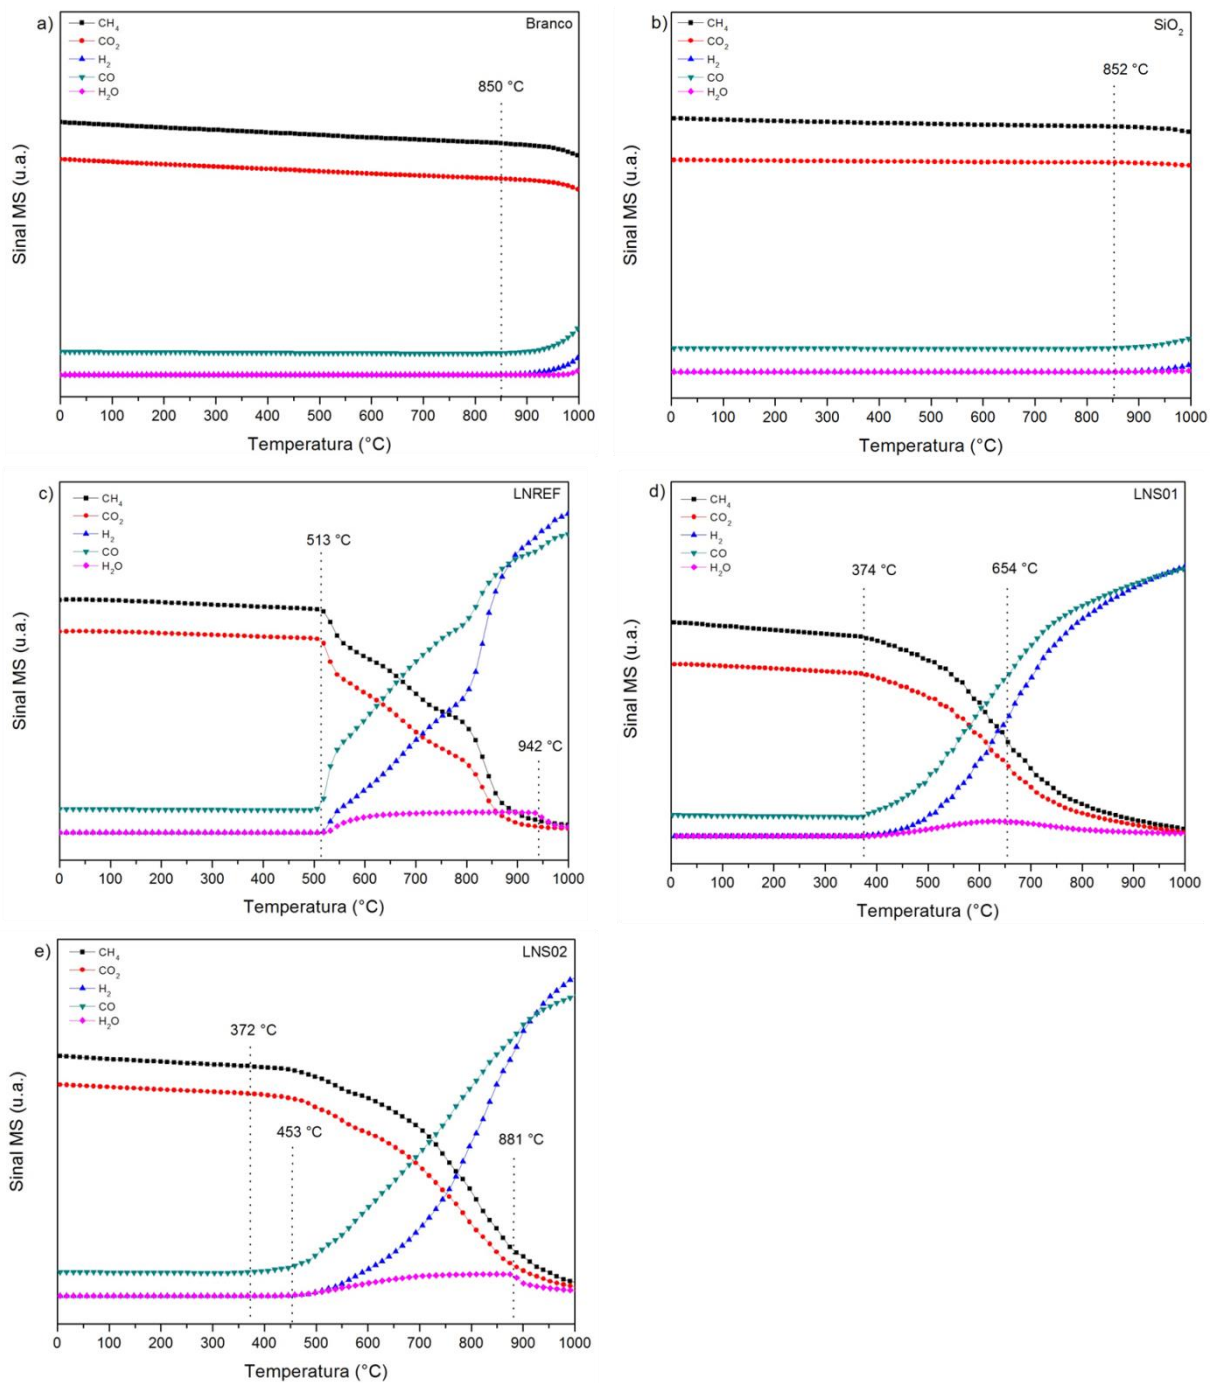 a)
Branco
CH₄
CO₂
H₂
CO
H₂O
850 °C
Sinal MS (u.a.)
0 100 200 300 400 500 600 700 800 900 1000
Temperatura (°C)
b)
SiO₂
CH₄
CO₂
H₂
CO
H₂O
852 °C
Sinal MS (u.a.)
0 100 200 300 400 500 600 700 800 900 1000
Temperatura (°C)
c)
LNREF
CH₄
CO₂
H₂
CO
H₂O
513 °C
942 °C
Sinal MS (u.a.)
0 100 200 300 400 500 600 700 800 900 1000
Temperatura (°C)
d)
LNS01
CH₄
CO₂
H₂
CO
H₂O
374 °C
654 °C
Sinal MS (u.a.)
0 100 200 300 400 500 600 700 800 900 1000
Temperatura (°C)
e)
LNS02
CH₄
CO₂
H₂
CO
H₂O
372 °C
453 °C
881 °C
Sinal MS (u.a.)
0 100 200 300 400 500 600 700 800 900 1000
Temperatura (°C)